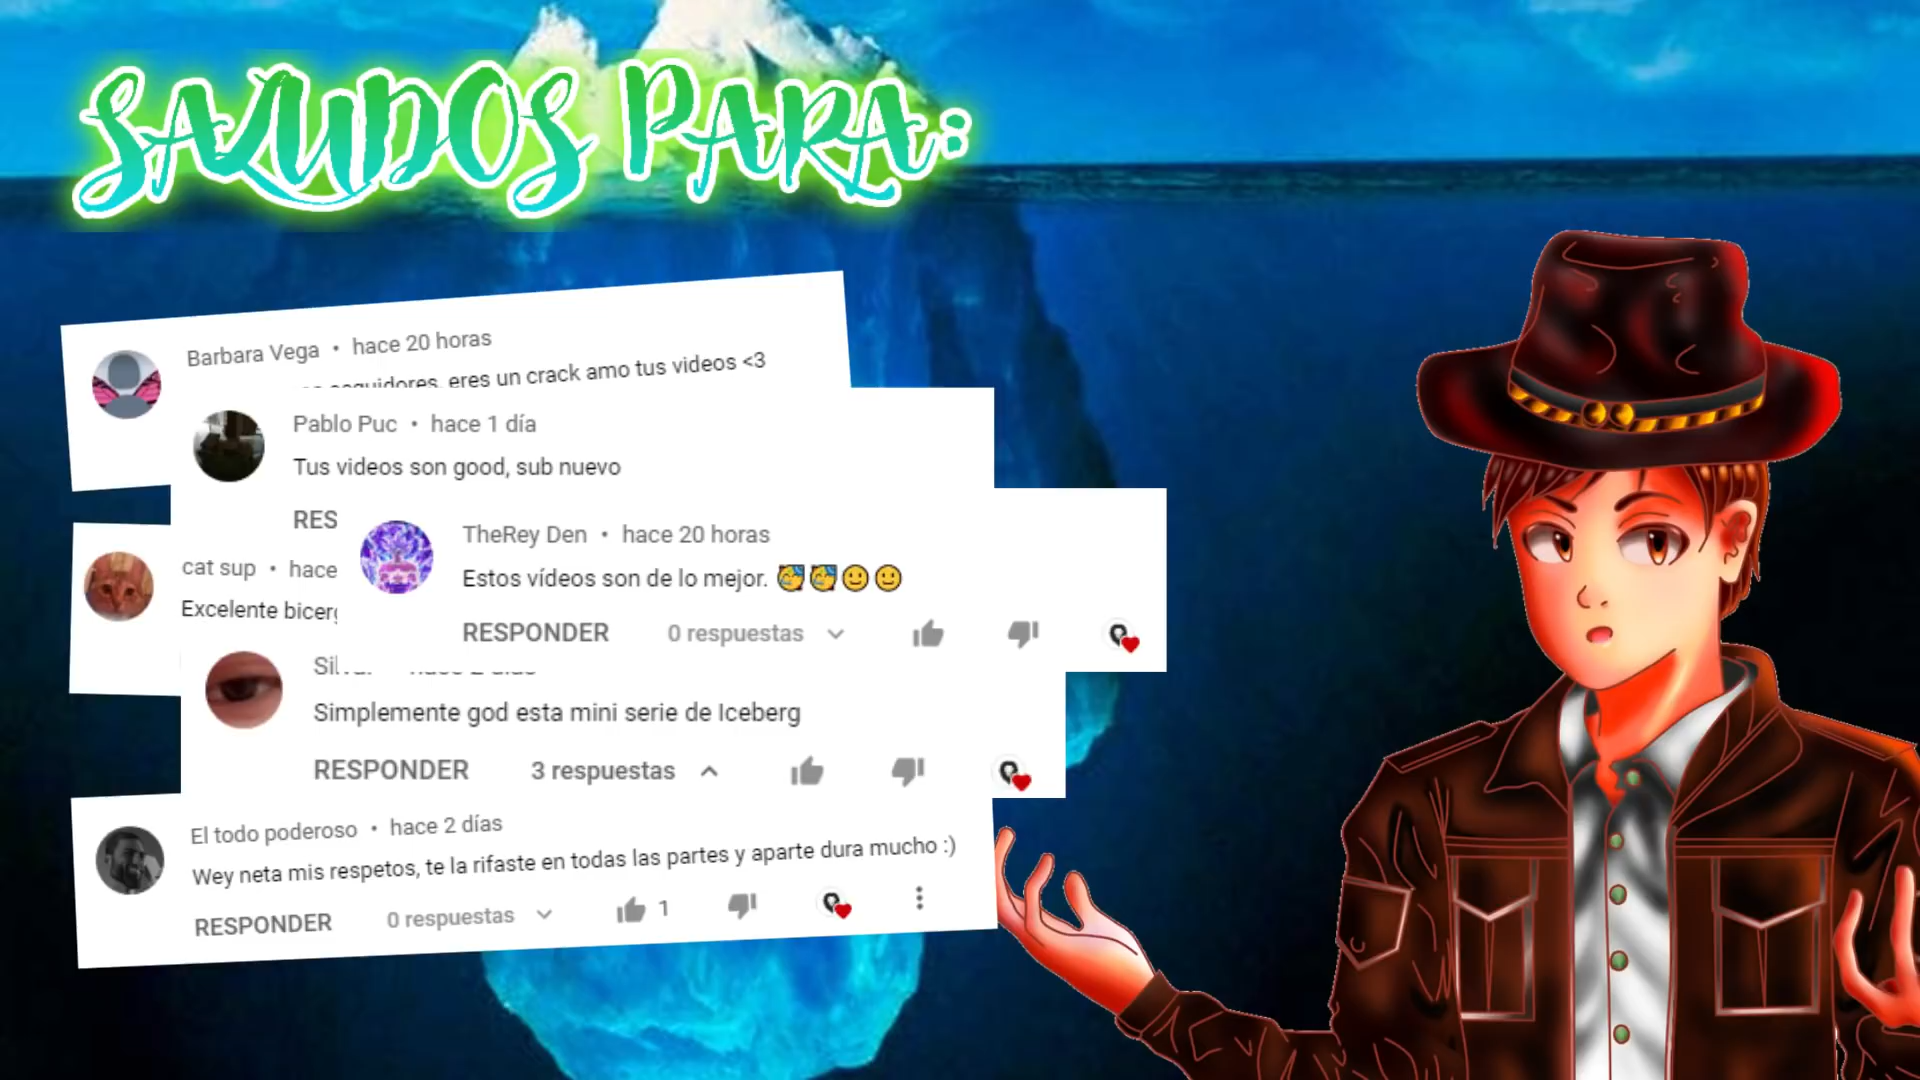 SALUDOS PARA:
Barbara Vega • hace 20 horas
seguidores, eres un crack amo tus videos <3
Pablo Puc • hace 1 día
Tus videos son good, sub nuevo
RES
TheRey Den • hace 20 horas
Estos vídeos son de lo mejor. 🥳🥳🙂🙂
RESPONDER 0 respuestas
cat sup • hace
Excelente
Simplemente god esta mini serie de Iceberg
RESPONDER 3 respuestas
El todo poderoso • hace 2 días
Wey neta mis respetos, te la rifaste en todas las partes y aparte dura mucho :)
RESPONDER 0 respuestas 1